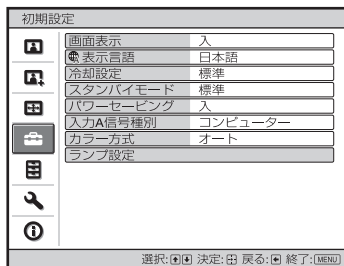 初期設定
画面表示 入
表示言語 日本語
冷却設定 標準
スタンバイモード 標準
パワーセービング 入
入力A信号種別 コンピューター
カラー方式 オート
ランプ設定
選択: 決定: 戻る: 終了:MENU